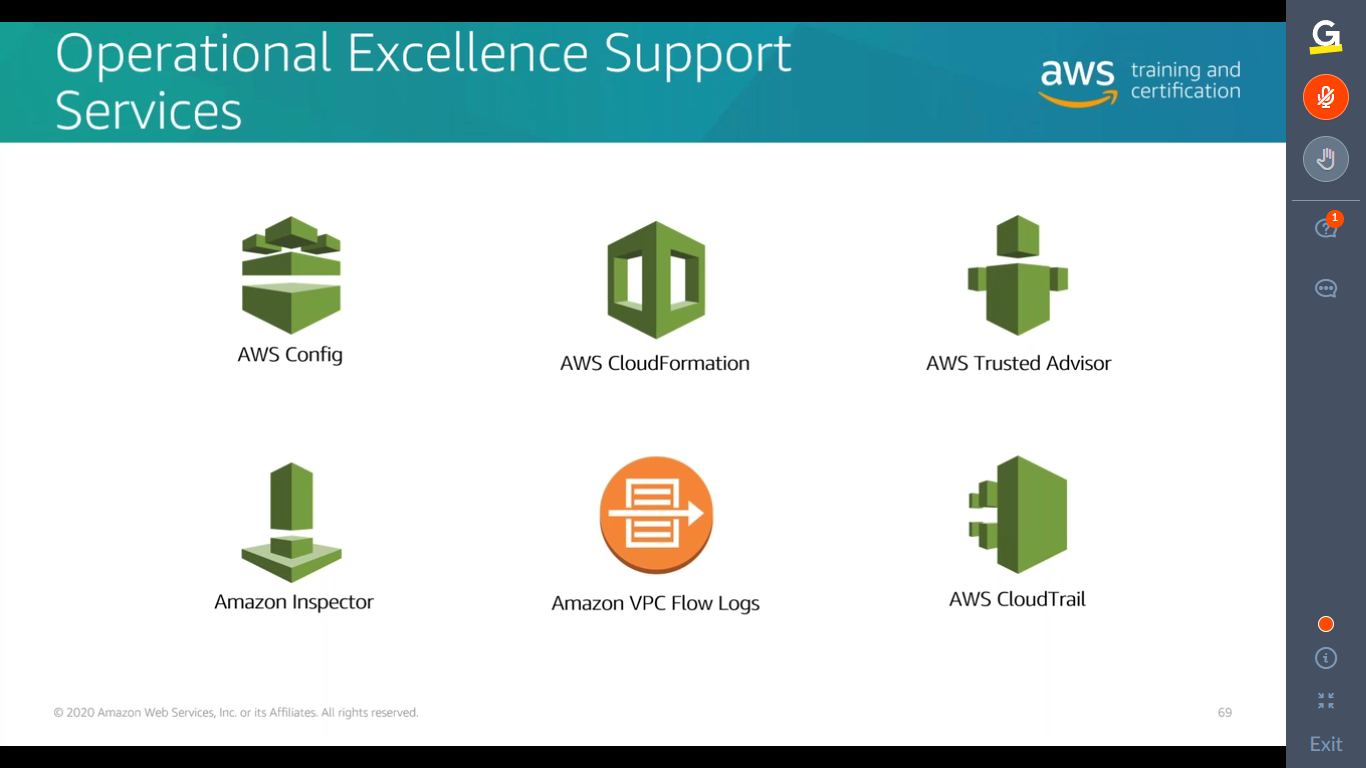 Operational Excellence Support
Services
aws training and
certification
AWS Config
AWS CloudFormation
AWS Trusted Advisor
Amazon Inspector
Amazon VPC Flow Logs
AWS CloudTrail
© 2020 Amazon Web Services, Inc. or its Affiliates. All rights reserved.
69
G
?
1
i
Exit